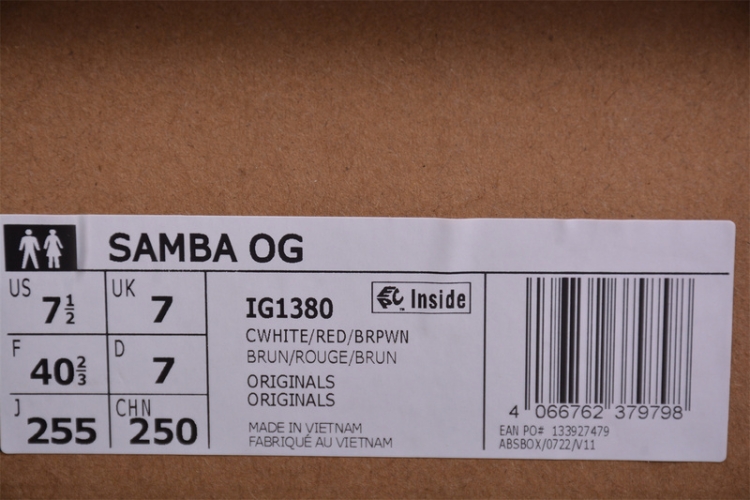 SAMBA OG
US 7½ UK 7
F 40⅔ D 7
J 255 CHN 250
IG1380
EPC Inside
CWHITE/RED/BRPWN
BRUN/ROUGE/BRUN
ORIGINALS
ORIGINALS
MADE IN VIETNAM
FABRIQUÉ AU VIETNAM
4 066762 379798
EAN PO# 133927479
ABSBOX/0722/V11